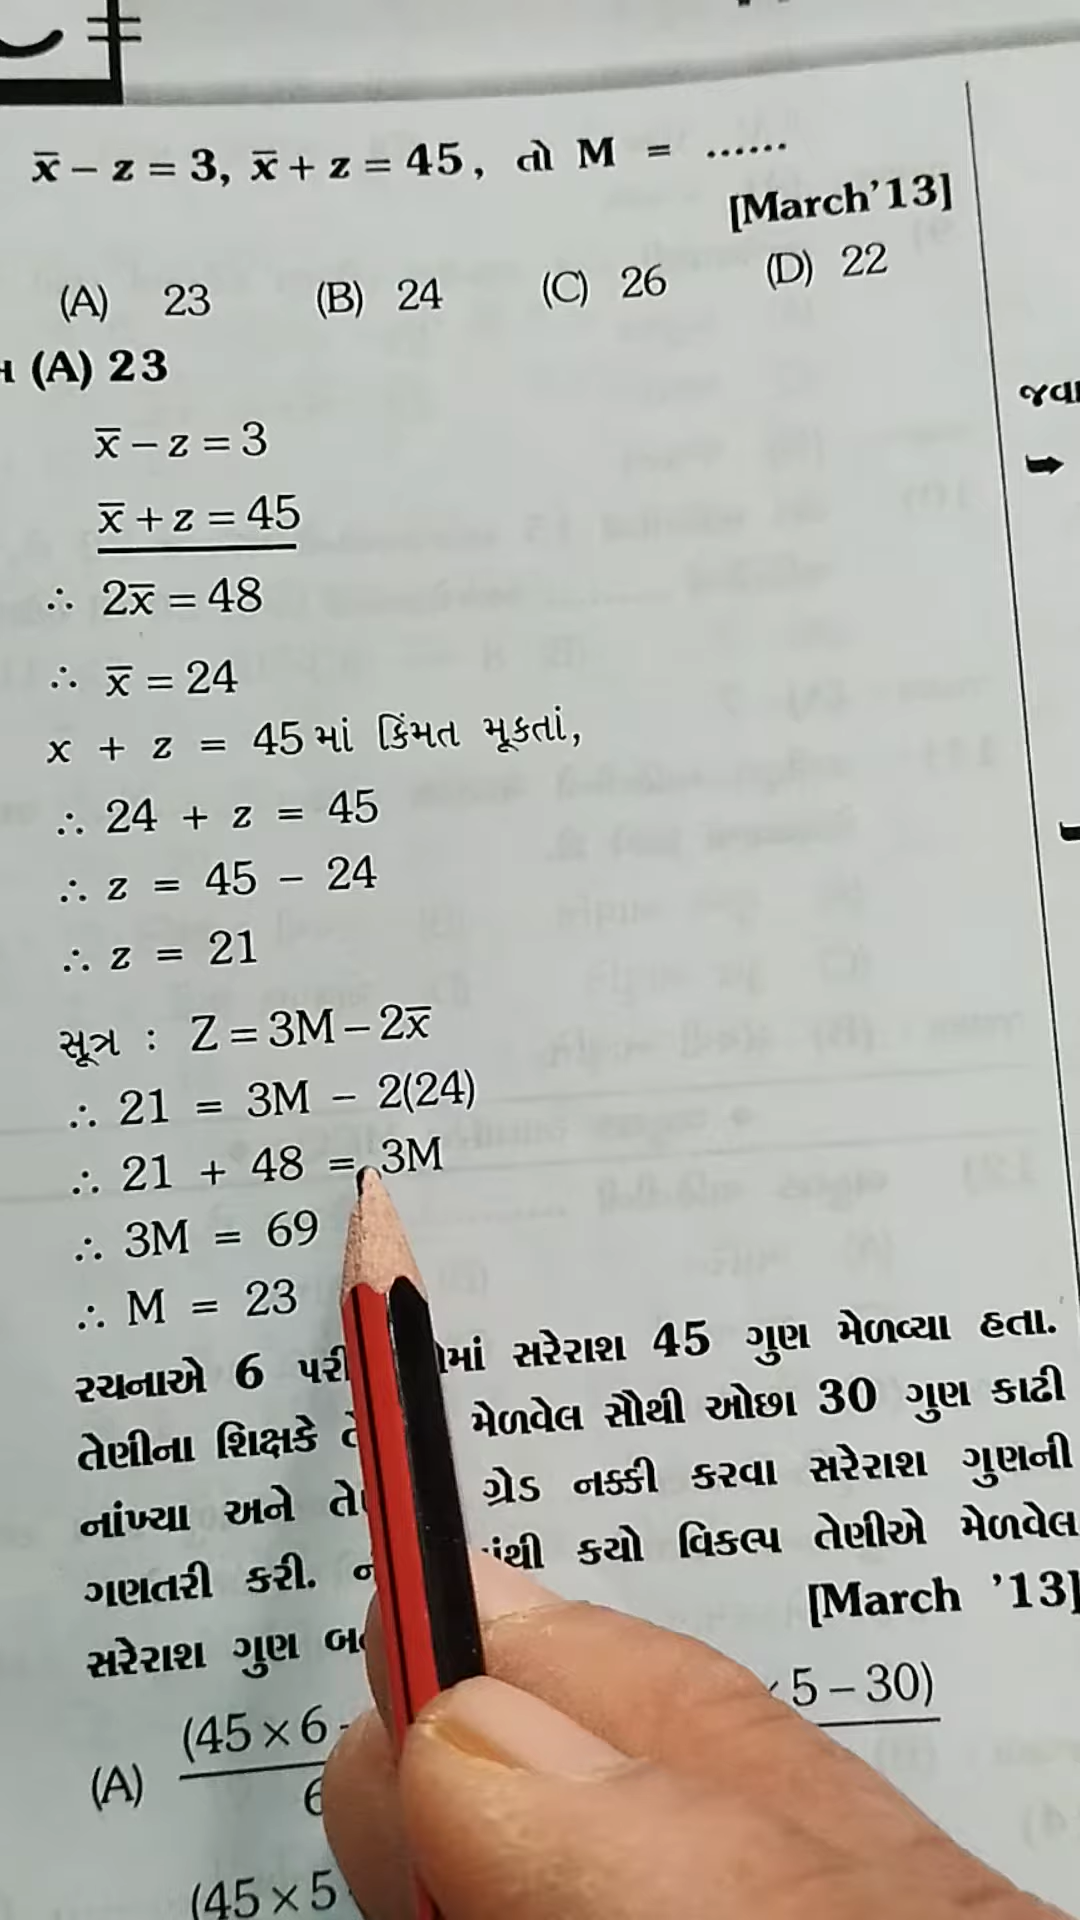 x̄ − z = 3, x̄ + z = 45, તો M = ......
[March'13]
(A) 23 (B) 24 (C) 26 (D) 22
(A) 23
x̄ − z = 3
x̄ + z = 45
∴ 2x̄ = 48
∴ x̄ = 24
x + z = 45 માં કિંમત મૂકતાં,
∴ 24 + z = 45
∴ z = 45 − 24
∴ z = 21
સૂત્ર : Z = 3M − 2x̄
∴ 21 = 3M − 2(24)
∴ 21 + 48 = 3M
∴ 3M = 69
∴ M = 23
રચનાએ 6 સરેરાશ 45 ગુણ મેળવ્યા હતા.
તેણીના શિક્ષકે મેળવેલ સૌથી ઓછા 30 ગુણ કાઢી
નાંખ્યા અને ગ્રેડ નક્કી કરવા સરેરાશ ગુણની
ગણતરી કરી. કયો વિકલ્પ તેણીએ મેળવેલ
સરેરાશ ગુણ
[March '13]
(A) (45 × 6
5 − 30)
(45 × 5